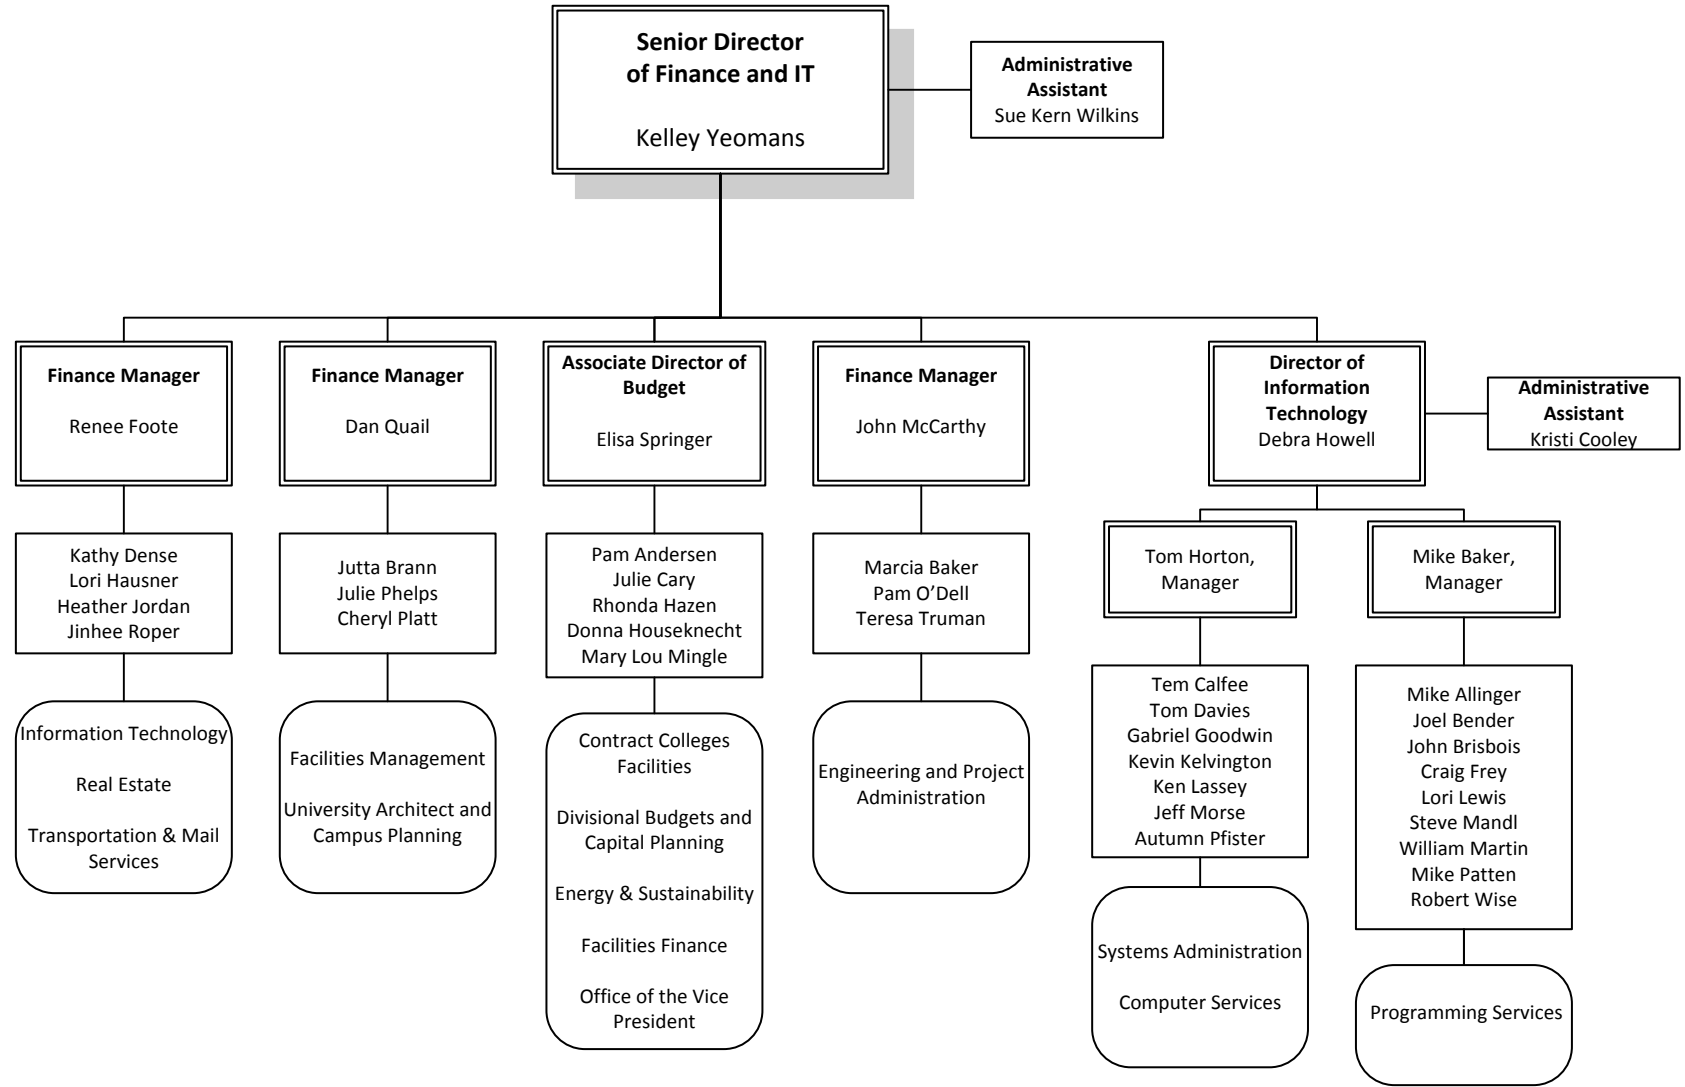 Senior Director
of Finance and IT
Kelley Yeomans
Administrative
Assistant
Sue Kern Wilkins
Finance Manager
Renee Foote
Finance Manager
Dan Quail
Associate Director of
Budget
Elisa Springer
Finance Manager
John McCarthy
Director of
Information
Technology
Debra Howell
Administrative
Assistant
Kristi Cooley
Kathy Dense
Lori Hausner
Heather Jordan
Jinhee Roper
Jutta Brann
Julie Phelps
Cheryl Platt
Pam Andersen
Julie Cary
Rhonda Hazen
Donna Houseknecht
Mary Lou Mingle
Marcia Baker
Pam O’Dell
Teresa Truman
Tom Horton,
Manager
Mike Baker,
Manager
Information Technology
Real Estate
Transportation & Mail
Services
Facilities Management
University Architect and
Campus Planning
Contract Colleges
Facilities
Divisional Budgets and
Capital Planning
Energy & Sustainability
Facilities Finance
Office of the Vice
President
Engineering and Project
Administration
Tem Calfee
Tom Davies
Gabriel Goodwin
Kevin Kelvington
Ken Lassey
Jeff Morse
Autumn Pfister
Mike Allinger
Joel Bender
John Brisbois
Craig Frey
Lori Lewis
Steve Mandl
William Martin
Mike Patten
Robert Wise
Systems Administration
Computer Services
Programming Services